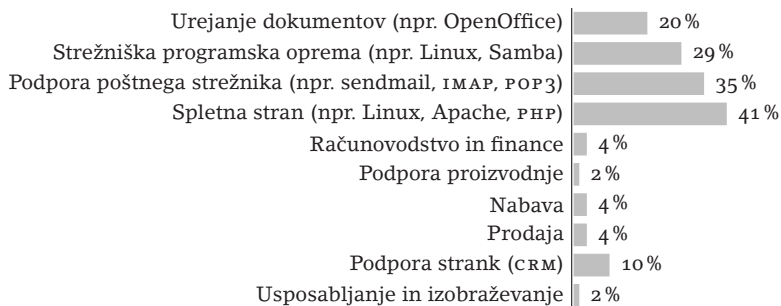 Urejanje dokumentov (npr. OpenOffice) 20 %
Strežniška programska oprema (npr. Linux, Samba) 29 %
Podpora poštnega strežnika (npr. sendmail, IMAP, POP3) 35 %
Spletna stran (npr. Linux, Apache, PHP) 41 %
Računovodstvo in finance 4 %
Podpora proizvodnje 2 %
Nabava 4 %
Prodaja 4 %
Podpora strank (CRM) 10 %
Usposabljanje in izobraževanje 2 %